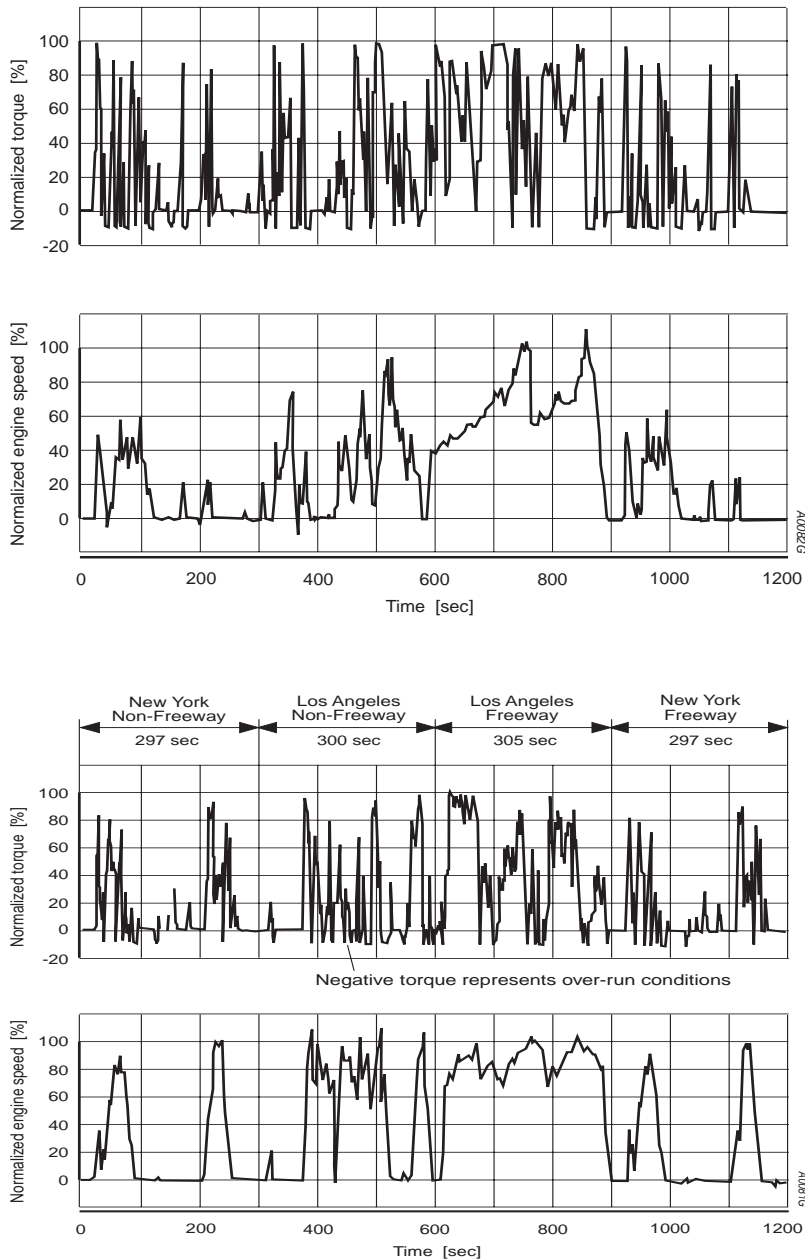 Normalized torque [%]
100
80
60
40
20
0
-20
Normalized engine speed [%]
100
80
60
40
20
0
A0082G
0 200 400 600 800 1000 1200
Time [sec]
New York Los Angeles Los Angeles New York
Non-Freeway Non-Freeway Freeway Freeway
297 sec 300 sec 305 sec 297 sec
Normalized torque [%]
100
80
60
40
20
0
-20
Negative torque represents over-run conditions
Normalized engine speed [%]
100
80
60
40
20
0
A0081G
0 200 400 600 800 1000 1200
Time [sec]